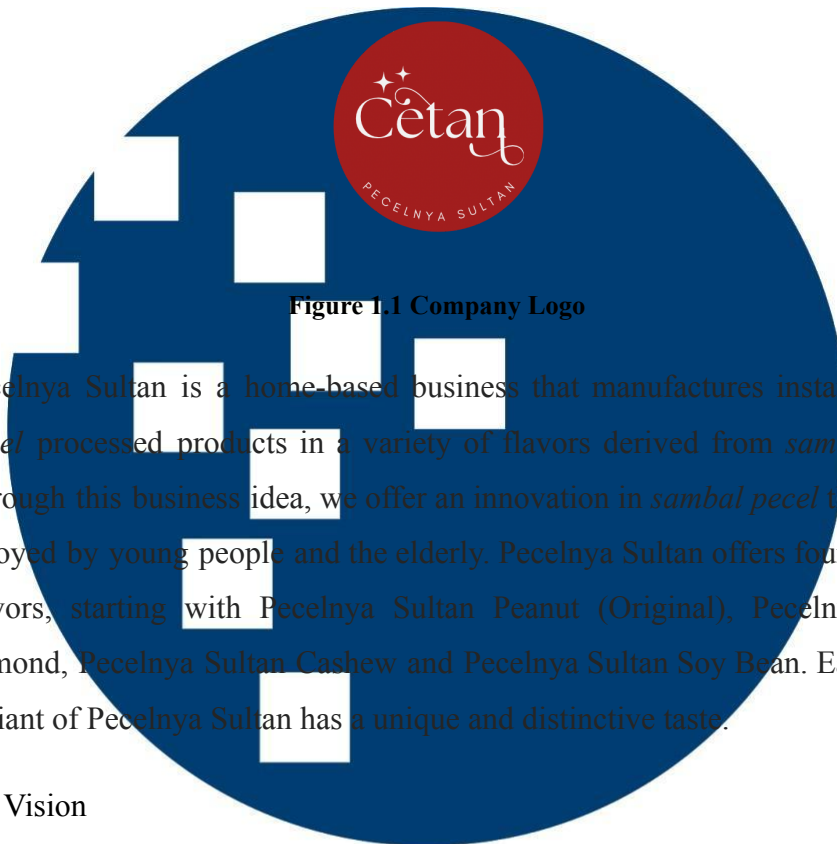 Cetan
PECELNYA SULTAN
Figure 1.1 Company Logo
elnya Sultan is a home-based business that manufactures insta
el processed products in a variety of flavors derived from sam
rough this business idea, we offer an innovation in sambal pecel t
oyed by young people and the elderly. Pecelnya Sultan offers fou
vors, starting with Pecelnya Sultan Peanut (Original), Peceln
mond, Pecelnya Sultan Cashew and Pecelnya Sultan Soy Bean. Ea
iant of Pecelnya Sultan has a unique and distinctive taste.
Vision